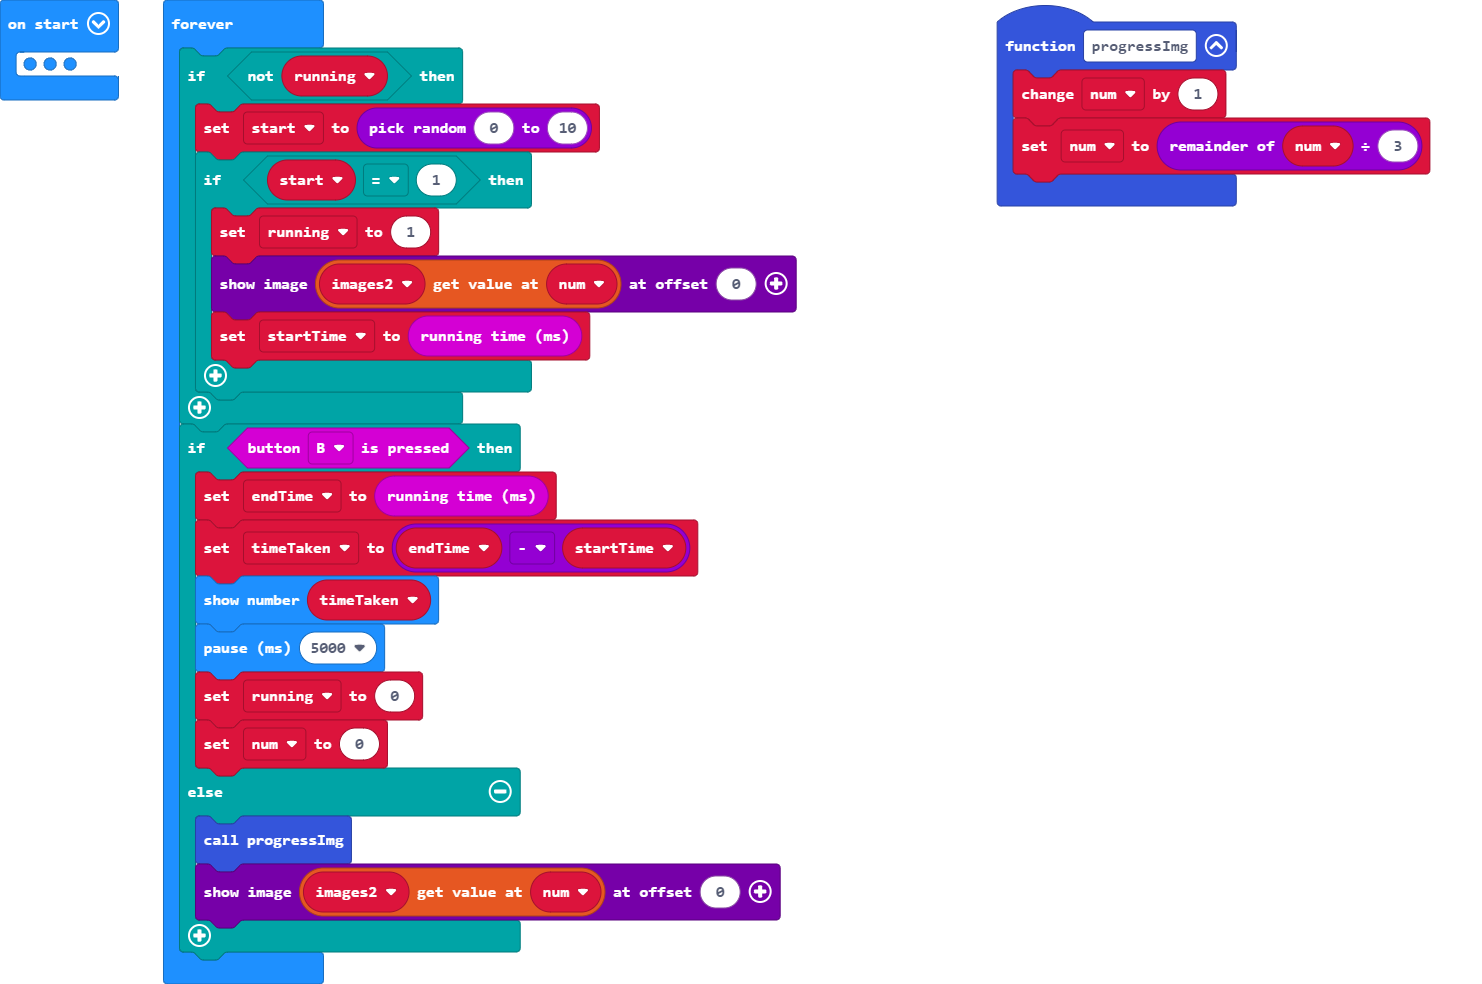 on start
forever
if not running then
set start to pick random 0 to 10
if start = 1 then
set running to 1
show image images2 get value at num at offset 0
set startTime to running time (ms)
if button B is pressed then
set endTime to running time (ms)
set timeTaken to endTime - startTime
show number timeTaken
pause (ms) 5000
set running to 0
set num to 0
else
call progressImg
show image images2 get value at num at offset 0
function progressImg
change num by 1
set num to remainder of num ÷ 3